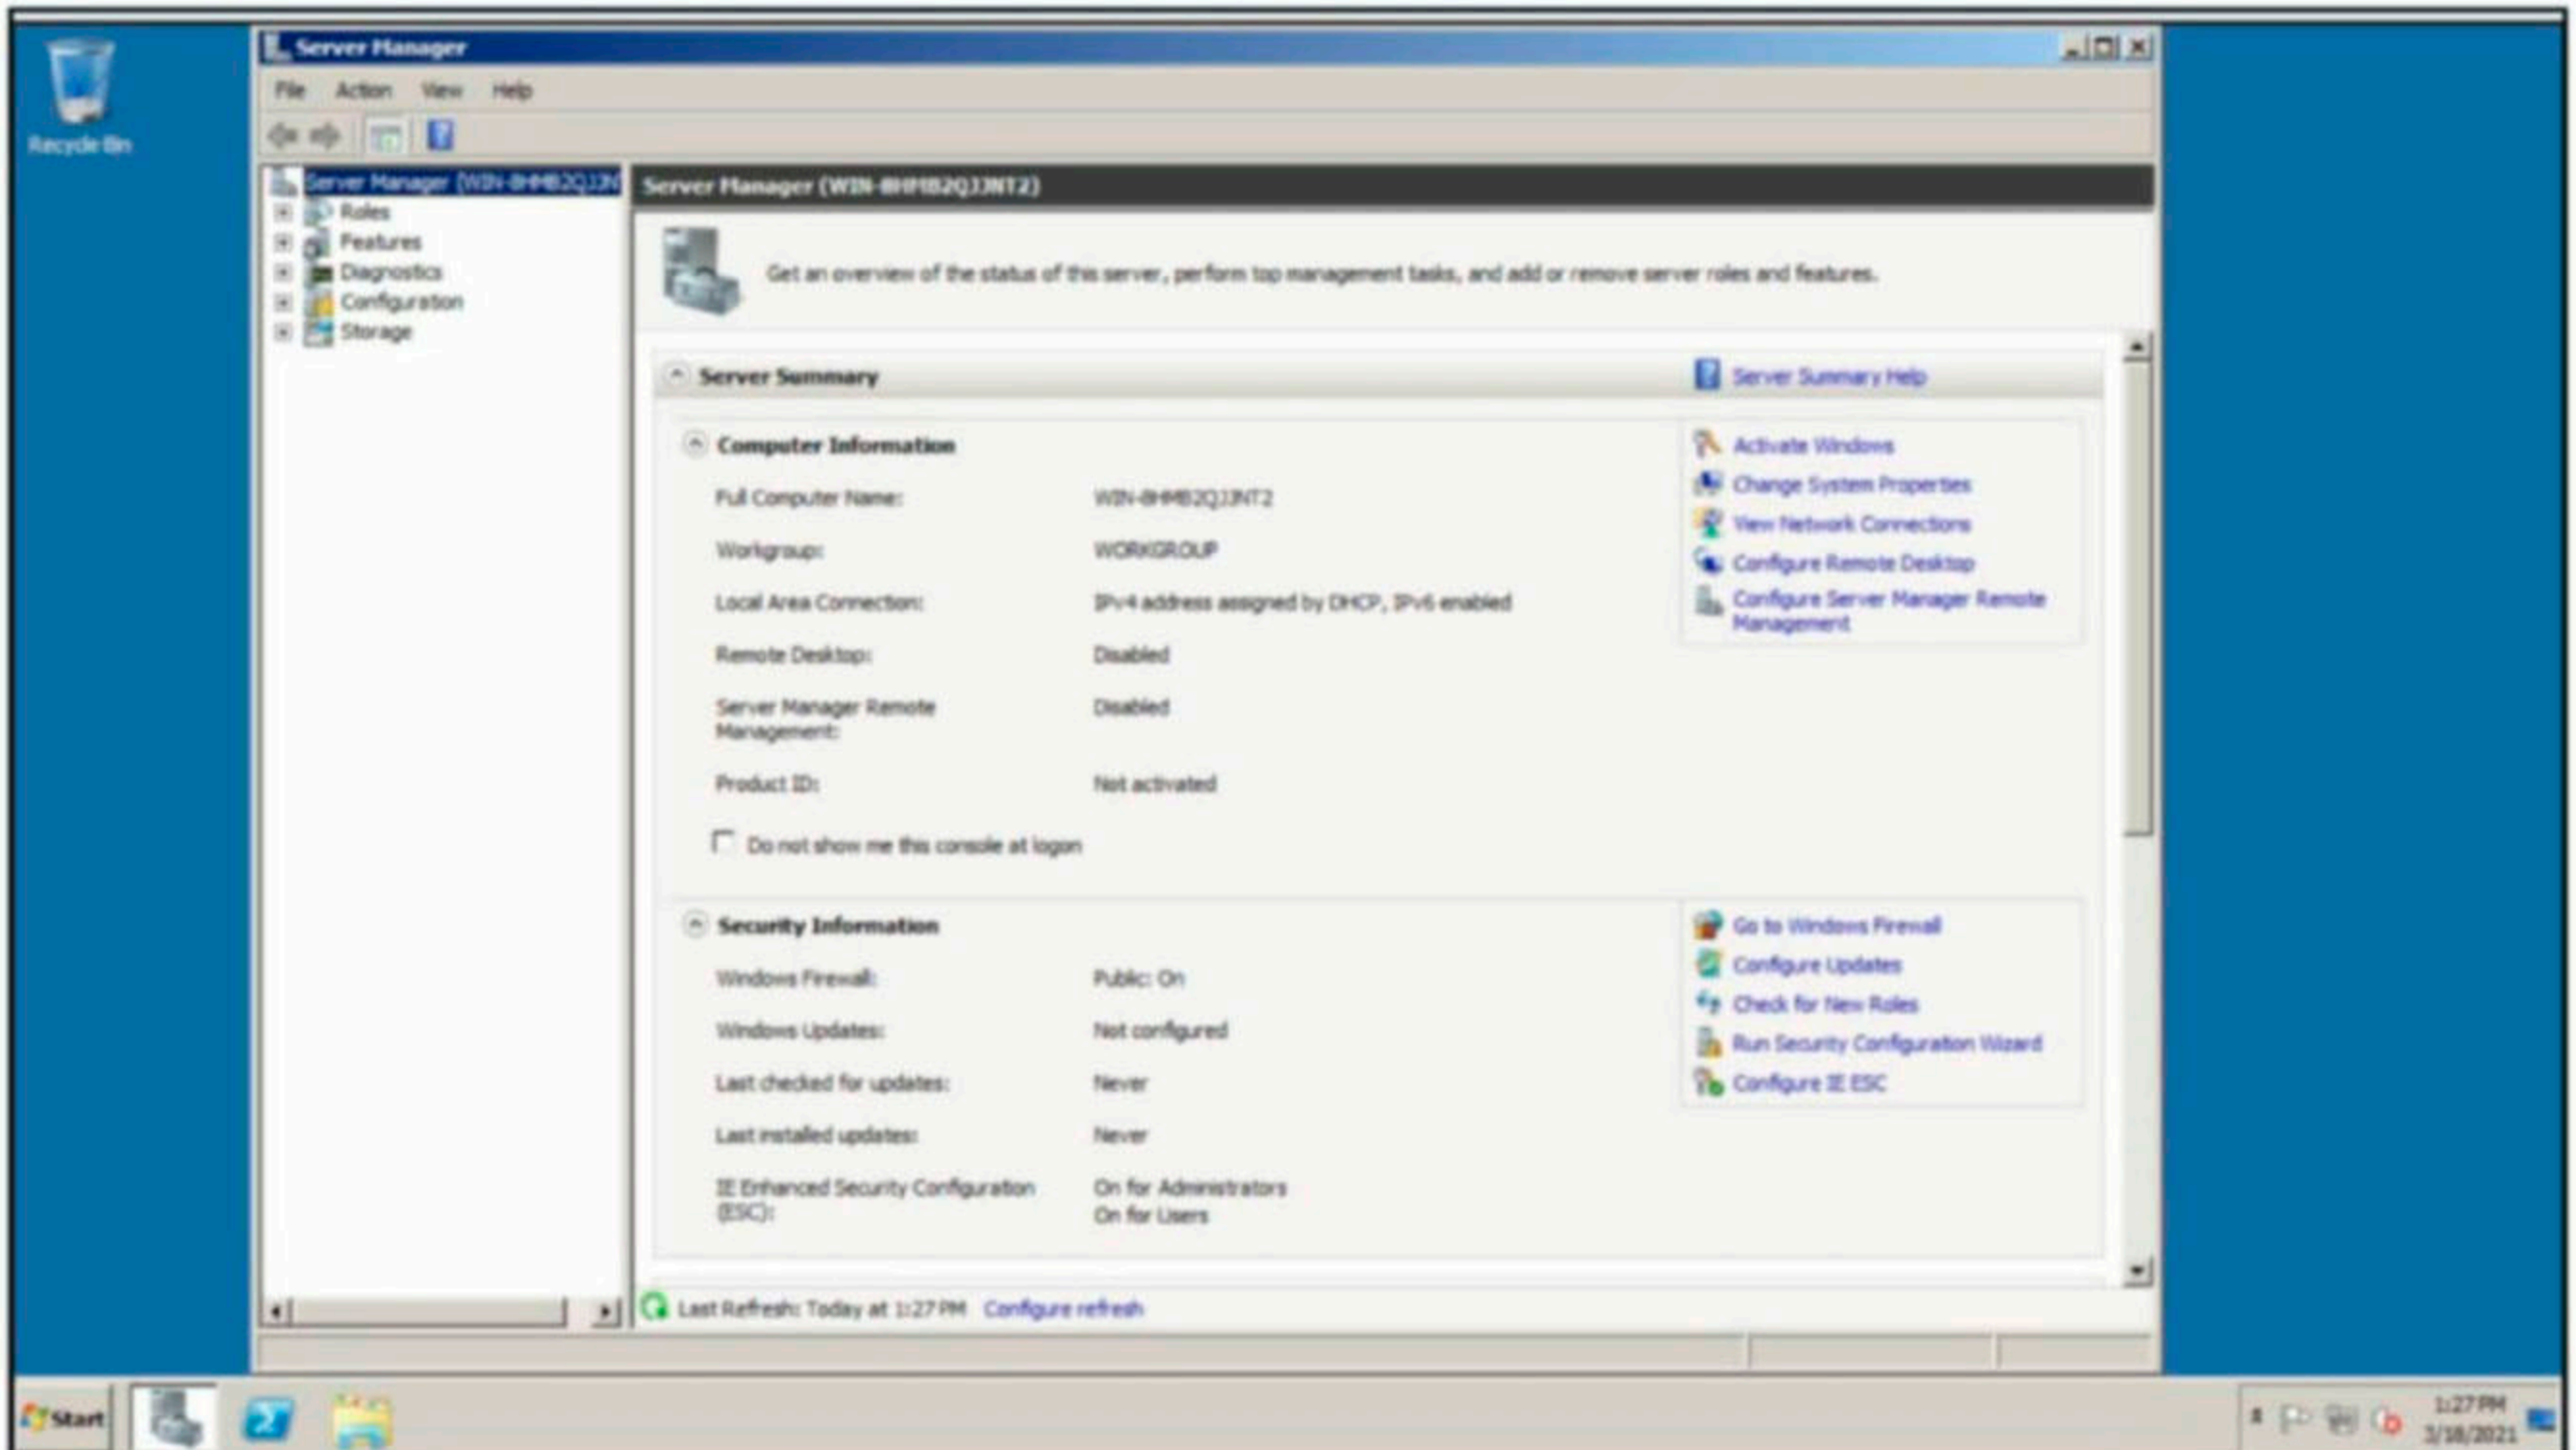 Recycle Bin
Server Manager
File Action View Help
Server Manager (WIN-8HMB2QJJN
Roles
Features
Diagnostics
Configuration
Storage
Server Manager (WIN-8HMB2QJJNT2)
Get an overview of the status of this server, perform top management tasks, and add or remove server roles and features.
Server Summary
Server Summary Help
Computer Information
Full Computer Name: WIN-8HMB2QJJNT2
Workgroup: WORKGROUP
Local Area Connection: IPv4 address assigned by DHCP, IPv6 enabled
Remote Desktop: Disabled
Server Manager Remote Disabled
Management:
Product ID: Not activated
Do not show me this console at logon
Activate Windows
Change System Properties
View Network Connections
Configure Remote Desktop
Configure Server Manager Remote
Management
Security Information
Windows Firewall: Public: On
Windows Updates: Not configured
Last checked for updates: Never
Last installed updates: Never
IE Enhanced Security Configuration On for Administrators
(ESC): On for Users
Go to Windows Firewall
Configure Updates
Check for New Roles
Run Security Configuration Wizard
Configure IE ESC
Last Refresh: Today at 1:27 PM Configure refresh
Start
1:27 PM
3/18/2021